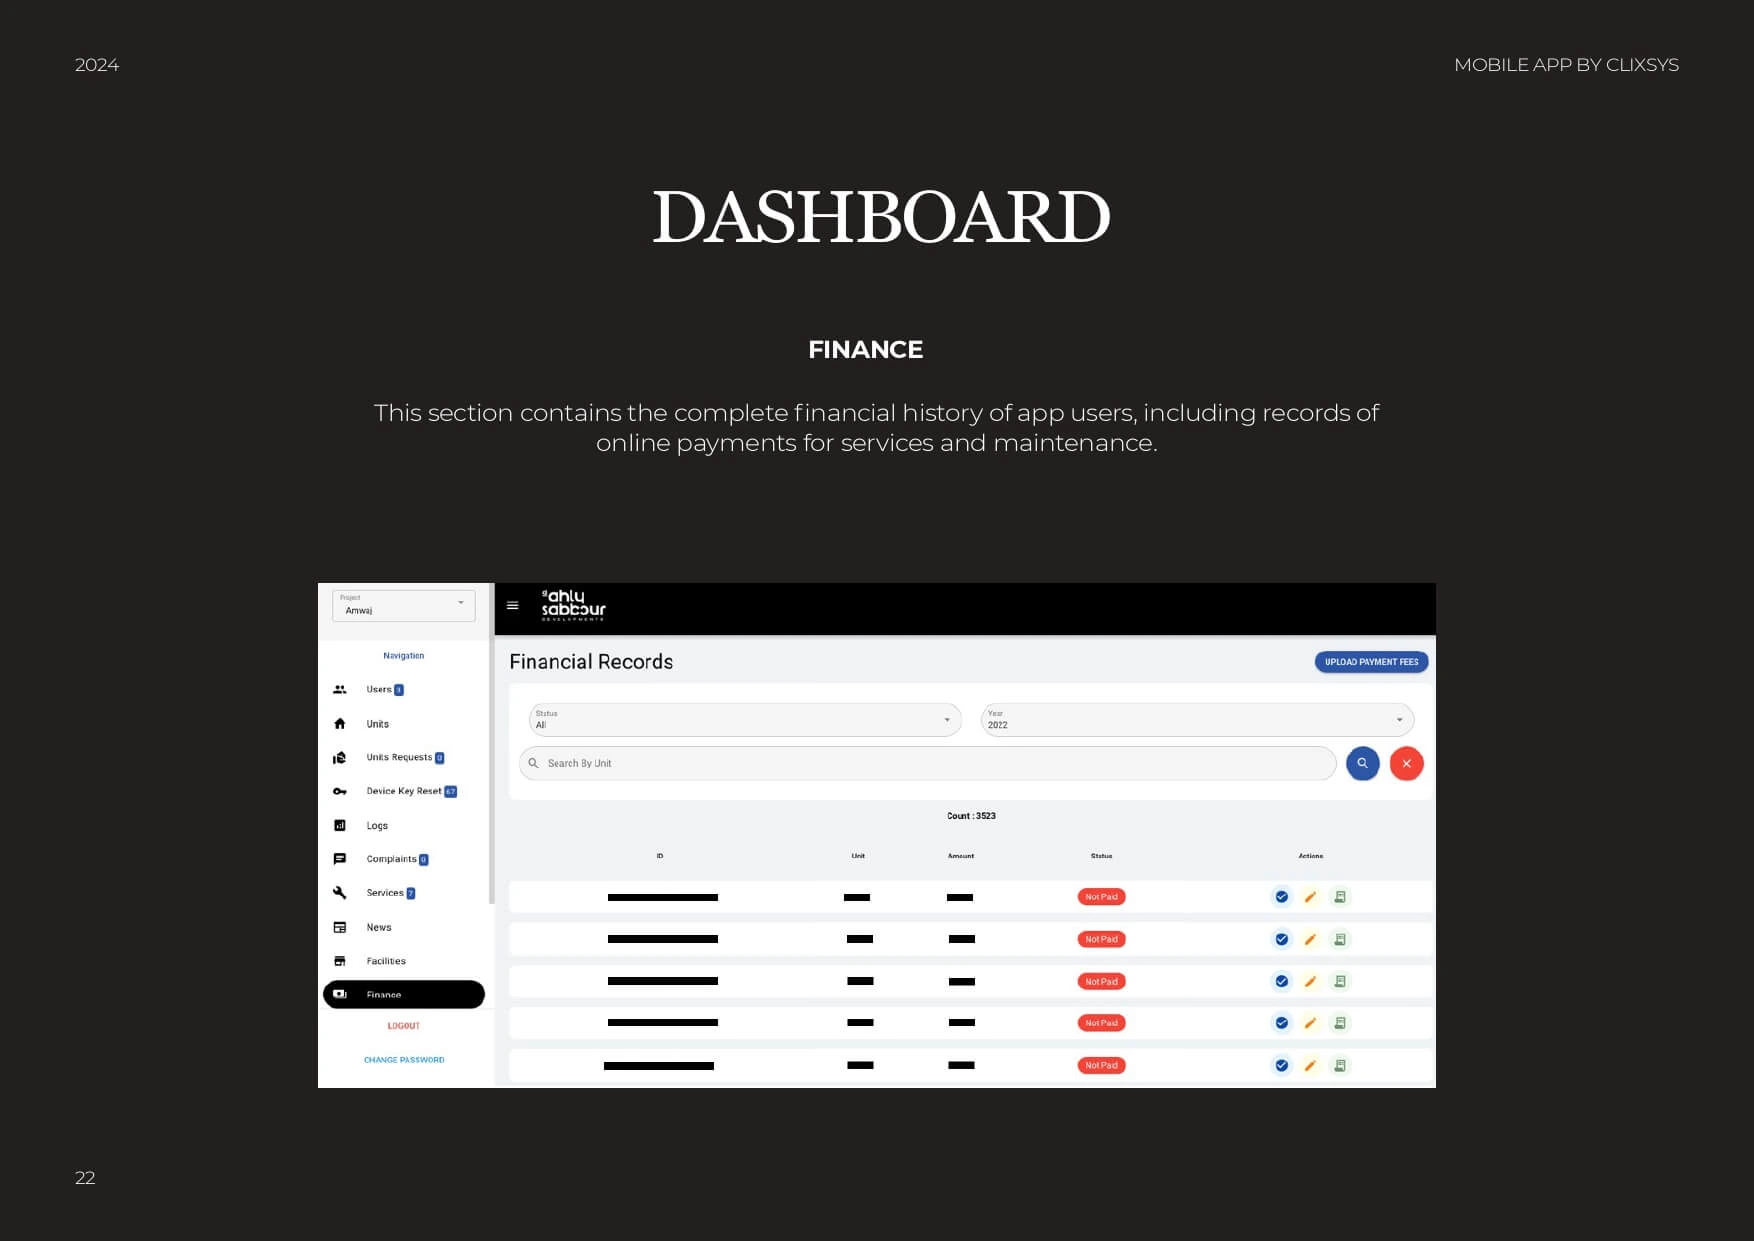 2024
MOBILE APP BY CLIXSYS
DASHBOARD
FINANCE
This section contains the complete financial history of app users, including records of
online payments for services and maintenance.
Project
Amwaj
Navigation
Users 3
Units
Units Requests 0
Device Key Reset 67
Logs
Complaints 0
Services 7
News
Facilities
Finance
LOGOUT
CHANGE PASSWORD
al ahly
sabbour
DEVELOPMENTS
Financial Records
UPLOAD PAYMENT FEES
Status
All
Year
2022
Search By Unit
Count : 3523
ID Unit Amount Status Actions
Not Paid
Not Paid
Not Paid
Not Paid
Not Paid
22